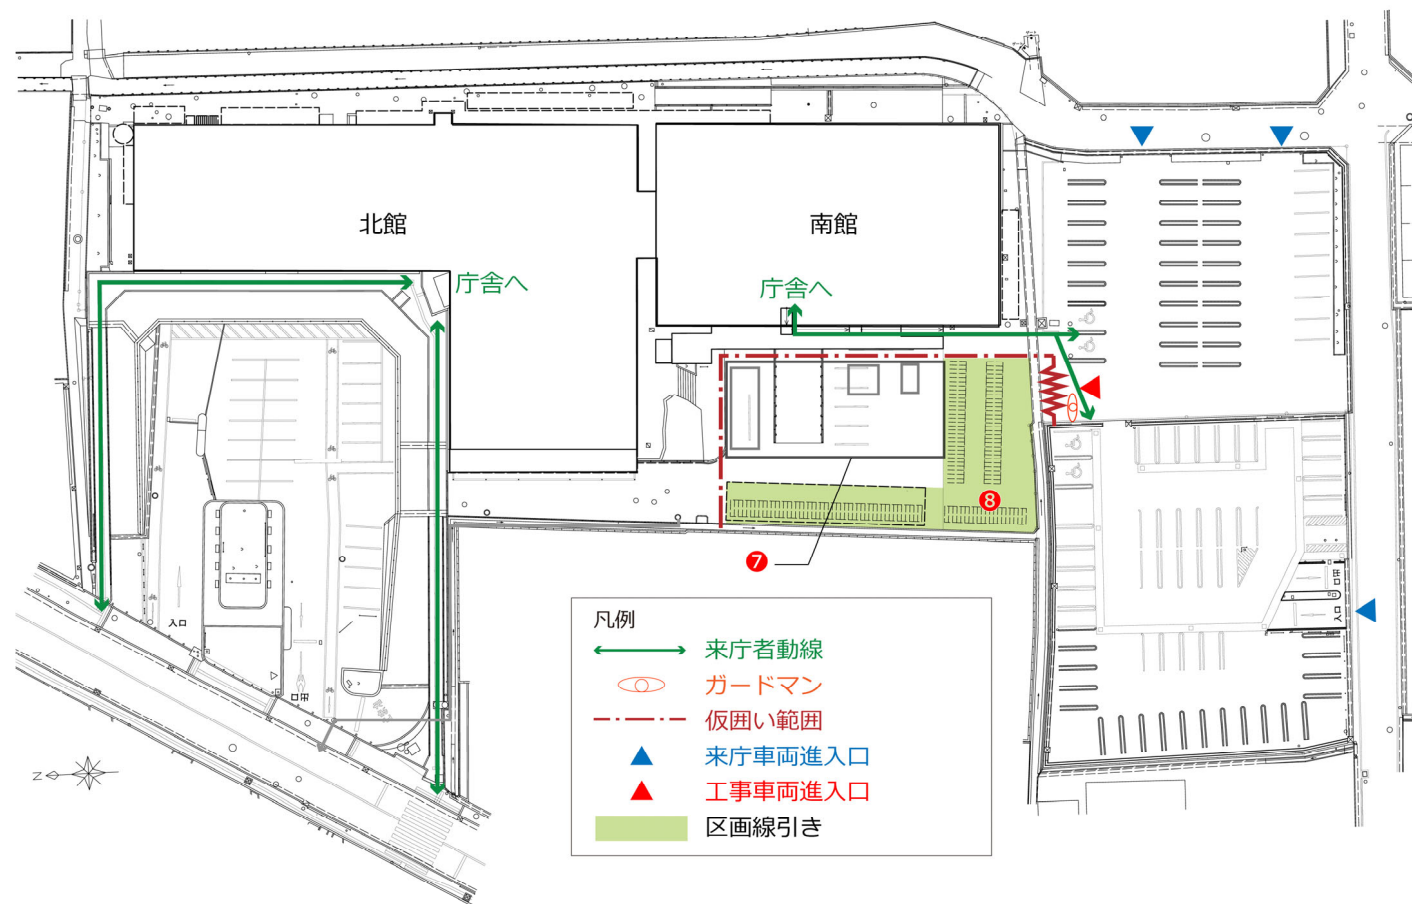 北館
南館
庁舎へ
庁舎へ
❽
❼
入口
出口
出口
入口
凡例
来庁者動線
ガードマン
仮囲い範囲
来庁車両進入口
工事車両進入口
区画線引き
Z